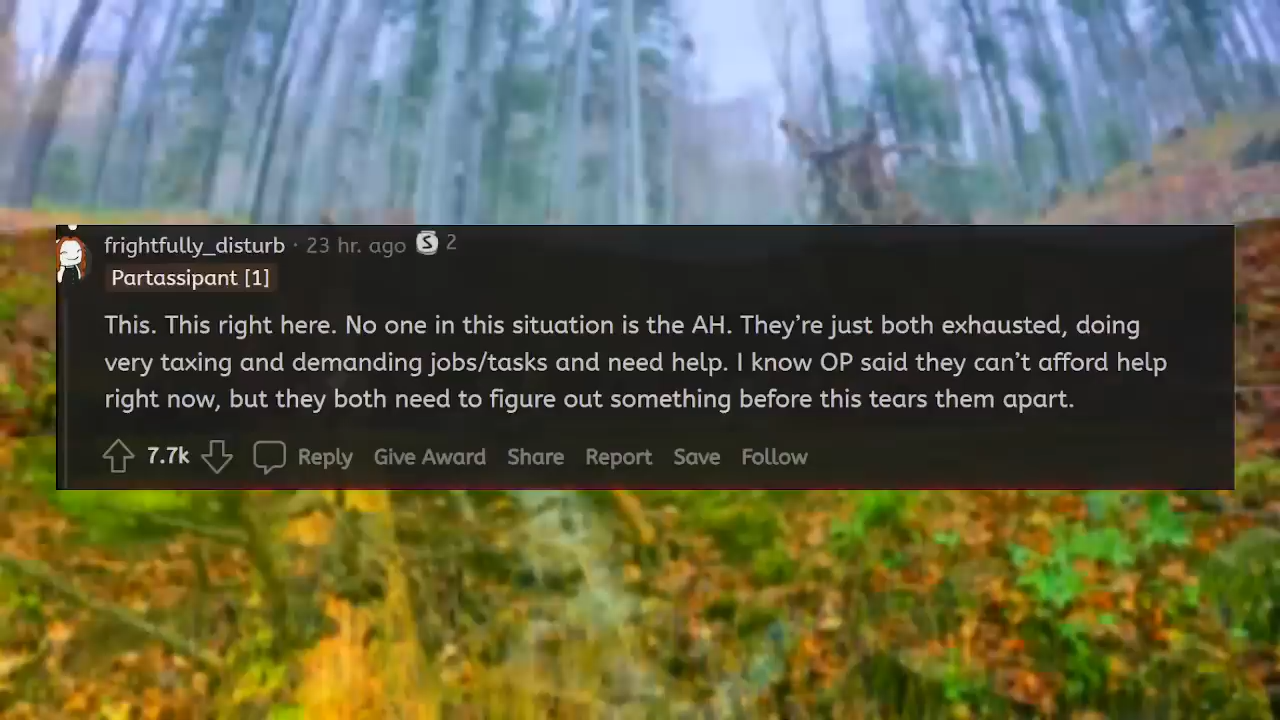 frightfully_disturb · 23 hr. ago S 2
Partassipant [1]
This. This right here. No one in this situation is the AH. They’re just both exhausted, doing
very taxing and demanding jobs/tasks and need help. I know OP said they can’t afford help
right now, but they both need to figure out something before this tears them apart.
7.7k Reply Give Award Share Report Save Follow